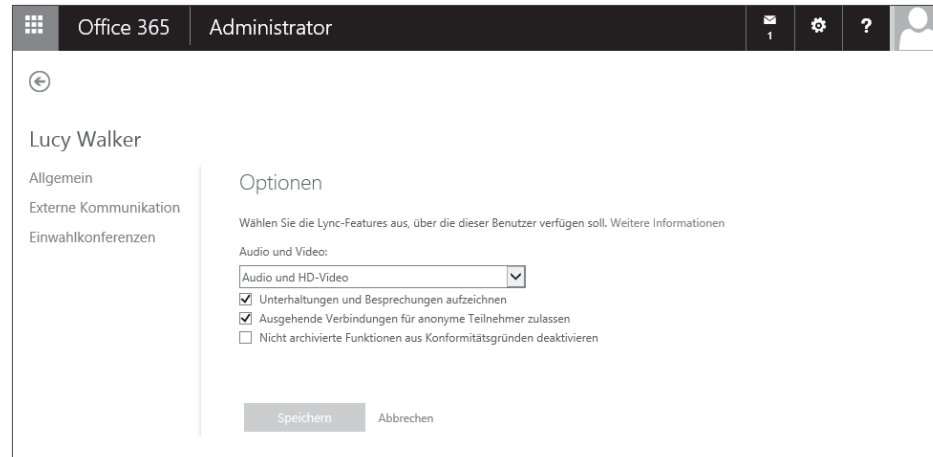 Office 365 Administrator 1 ?
Lucy Walker
Allgemein
Externe Kommunikation
Einwahlkonferenzen
Optionen
Wählen Sie die Lync-Features aus, über die dieser Benutzer verfügen soll. Weitere Informationen
Audio und Video:
Audio und HD-Video
Unterhaltungen und Besprechungen aufzeichnen
Ausgehende Verbindungen für anonyme Teilnehmer zulassen
Nicht archivierte Funktionen aus Konformitätsgründen deaktivieren
Speichern Abbrechen